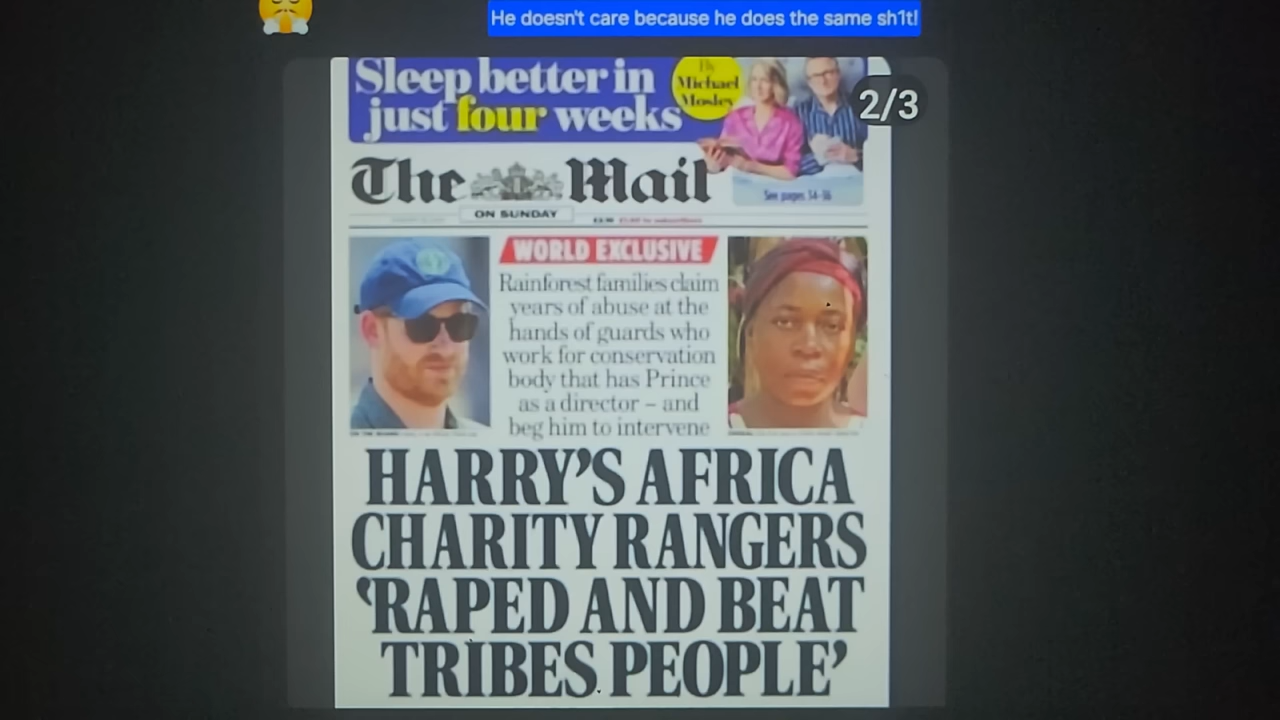 He doesn't care because he does the same sh1t!
Sleep better in
just four weeks
By
Michael
Mosley
2/3
See pages 14-16
The Mail
ON SUNDAY
WORLD EXCLUSIVE
Rainforest families claim
years of abuse at the
hands of guards who
work for conservation
body that has Prince
as a director – and
beg him to intervene
HARRY'S AFRICA
CHARITY RANGERS
‘RAPED AND BEAT
TRIBES PEOPLE’